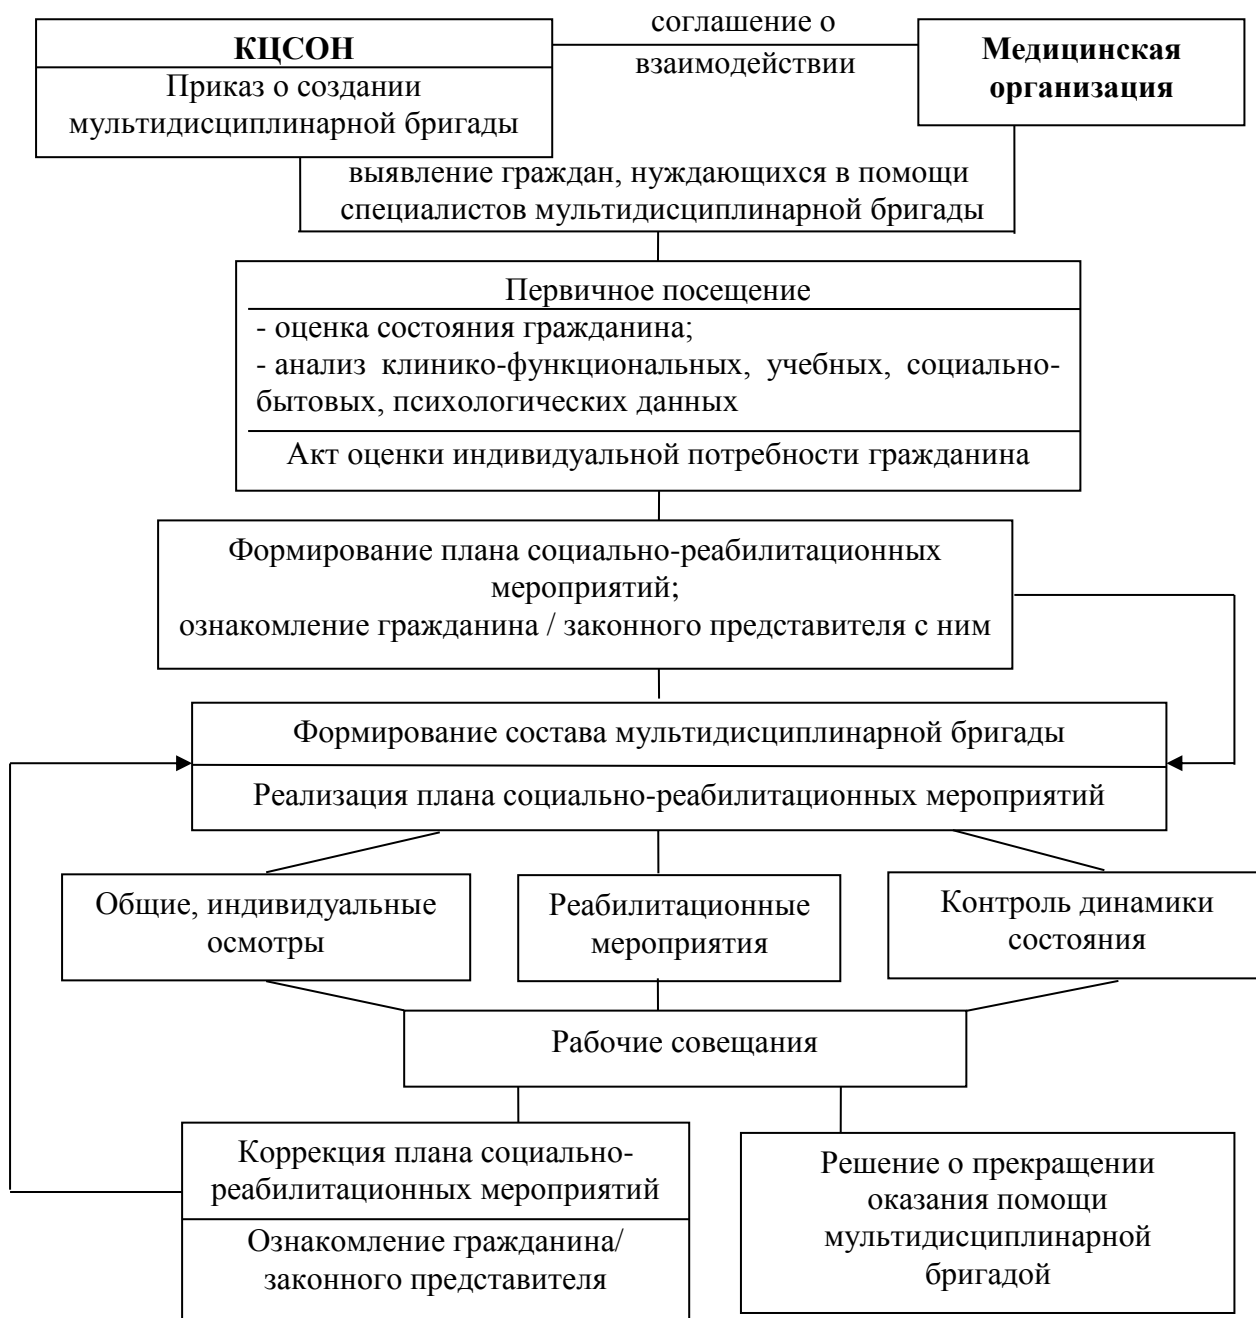 КЦСОН
Приказ о создании
мультидисциплинарной бригады
соглашение о
взаимодействии
Медицинская
организация
выявление граждан, нуждающихся в помощи
специалистов мультидисциплинарной бригады
Первичное посещение
- оценка состояния гражданина;
- анализ клинико-функциональных, учебных, социально-
бытовых, психологических данных
Акт оценки индивидуальной потребности гражданина
Формирование плана социально-реабилитационных
мероприятий;
ознакомление гражданина / законного представителя с ним
Формирование состава мультидисциплинарной бригады
Реализация плана социально-реабилитационных мероприятий
Общие, индивидуальные
осмотры
Реабилитационные
мероприятия
Контроль динамики
состояния
Рабочие совещания
Коррекция плана социально-
реабилитационных мероприятий
Ознакомление гражданина/
законного представителя
Решение о прекращении
оказания помощи
мультидисциплинарной
бригадой